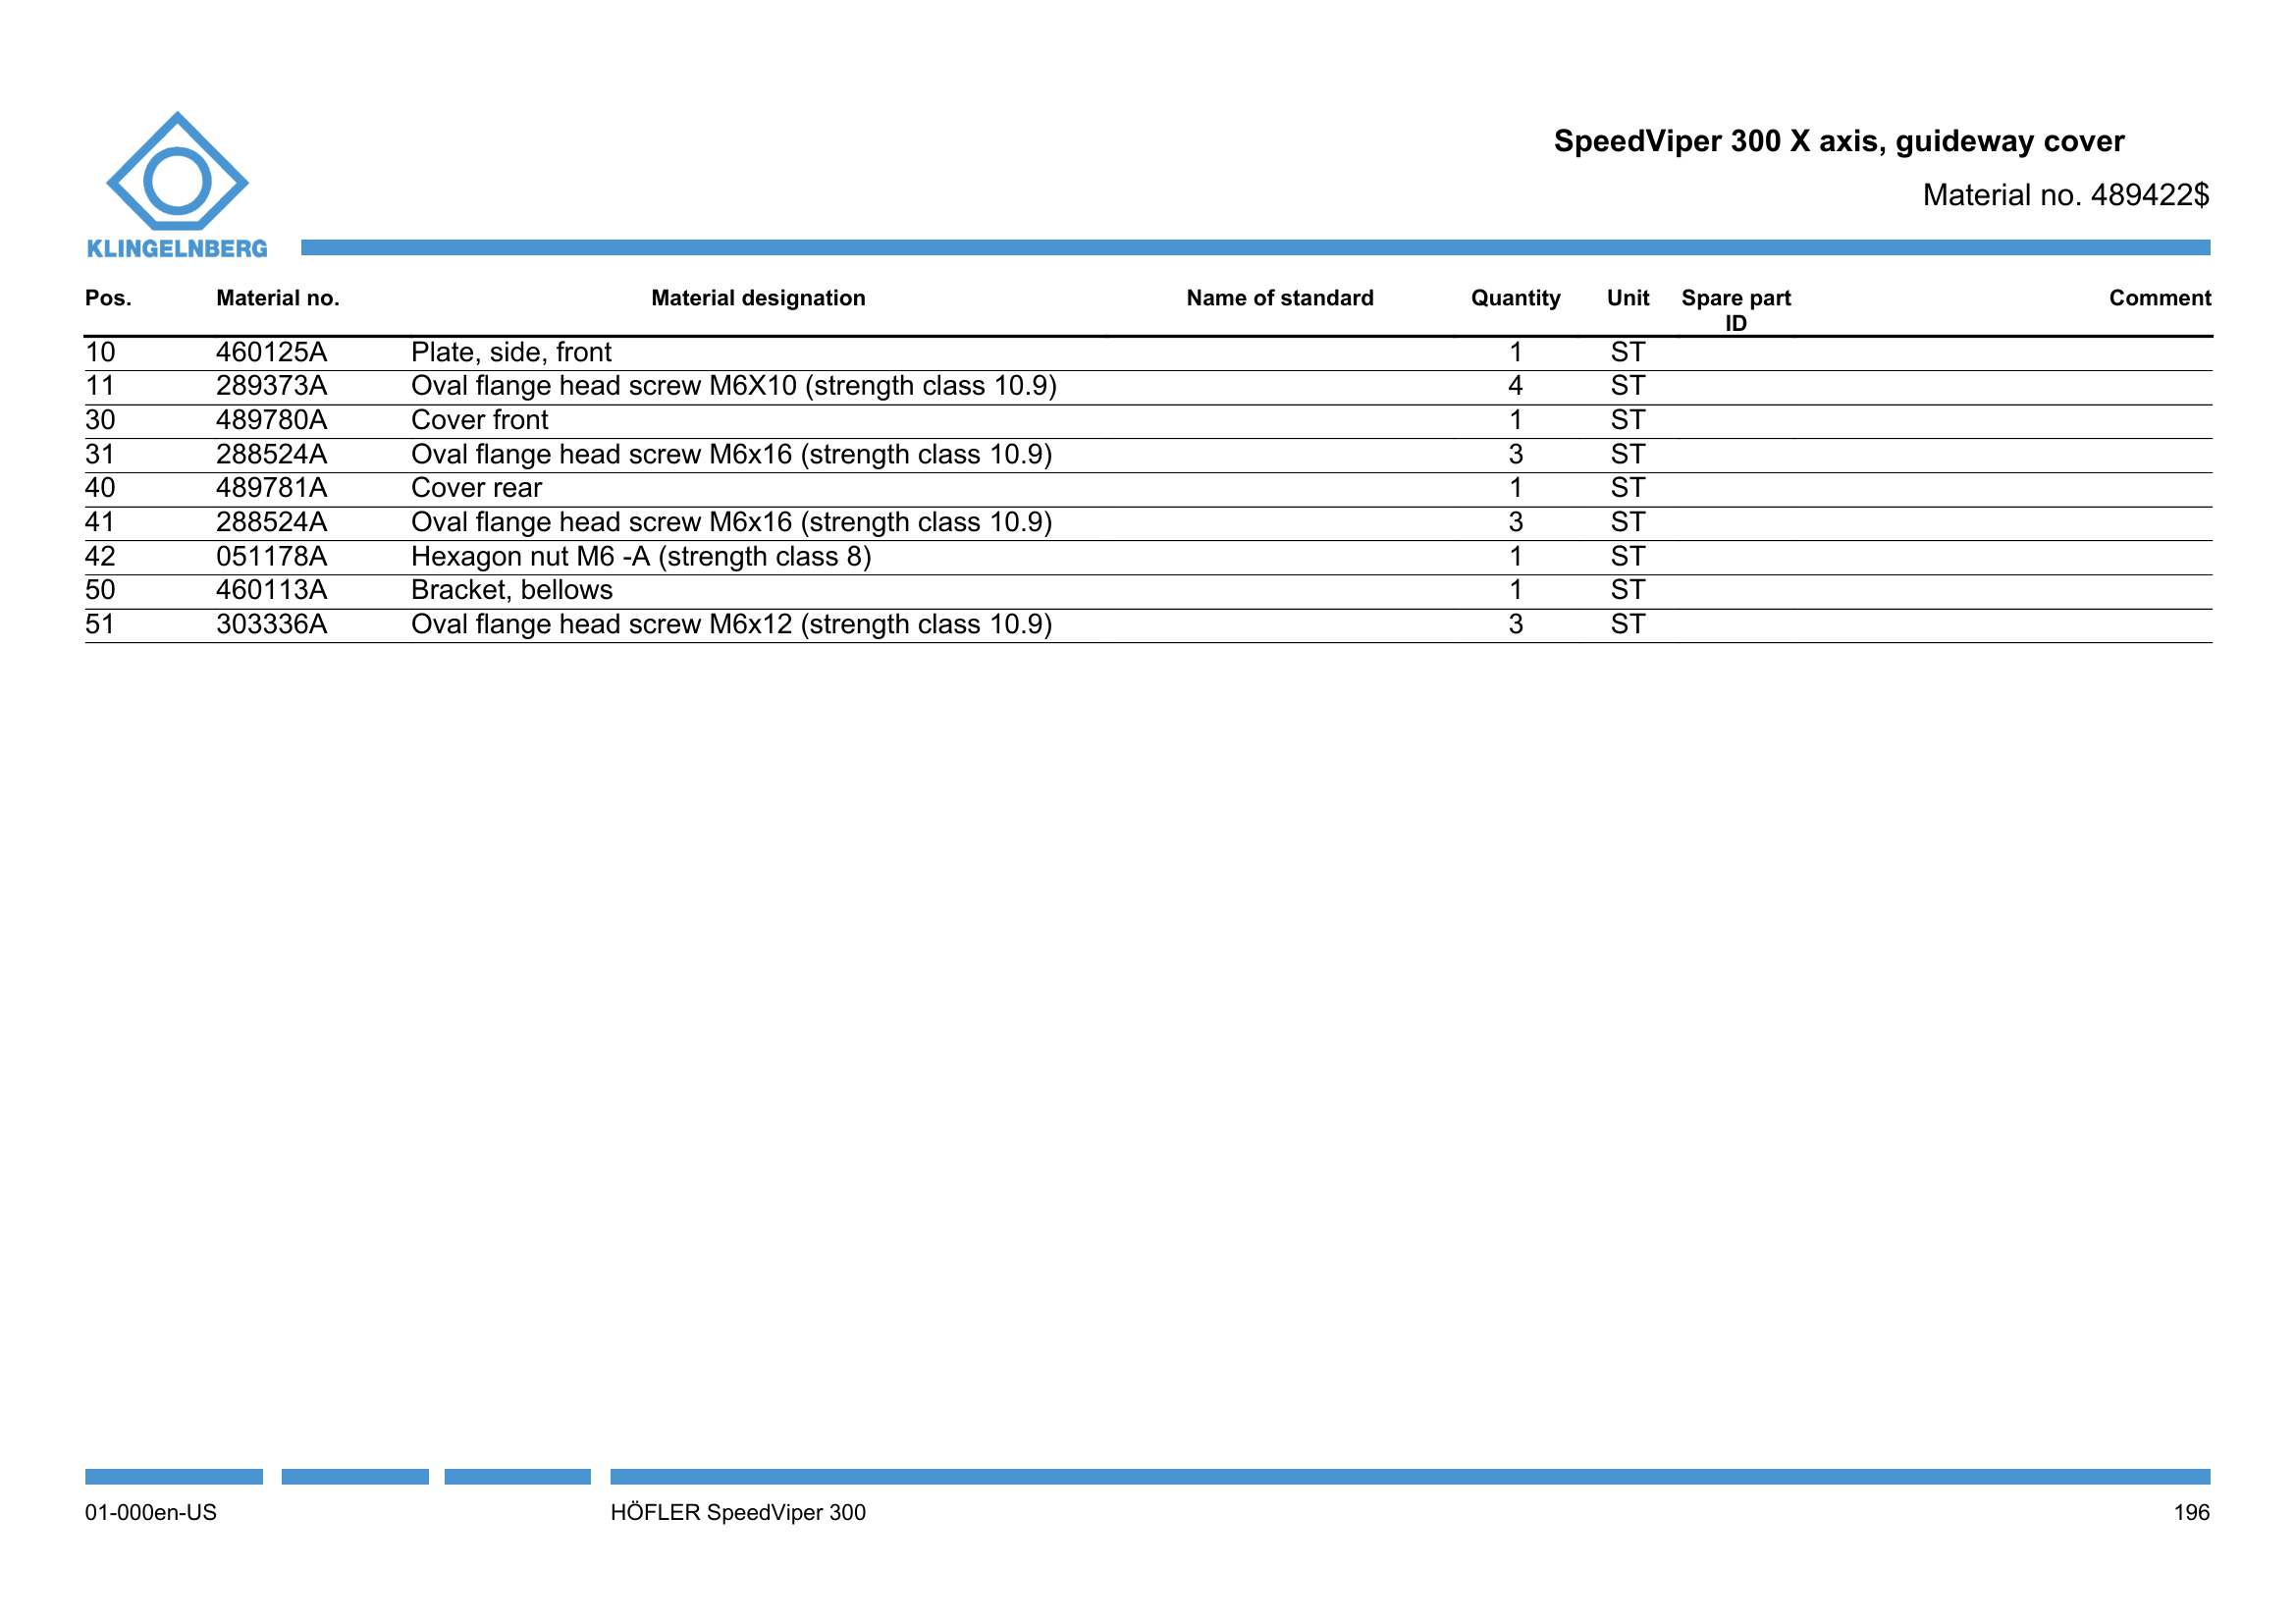 KLINGELNBERG
SpeedViper 300 X axis, guideway cover
Material no. 489422$
Pos. Material no. Material designation Name of standard Quantity Unit Spare part ID Comment
10 460125A Plate, side, front 1 ST
11 289373A Oval flange head screw M6X10 (strength class 10.9) 4 ST
30 489780A Cover front 1 ST
31 288524A Oval flange head screw M6x16 (strength class 10.9) 3 ST
40 489781A Cover rear 1 ST
41 288524A Oval flange head screw M6x16 (strength class 10.9) 3 ST
42 051178A Hexagon nut M6 -A (strength class 8) 1 ST
50 460113A Bracket, bellows 1 ST
51 303336A Oval flange head screw M6x12 (strength class 10.9) 3 ST
01-000en-US HÖFLER SpeedViper 300 196